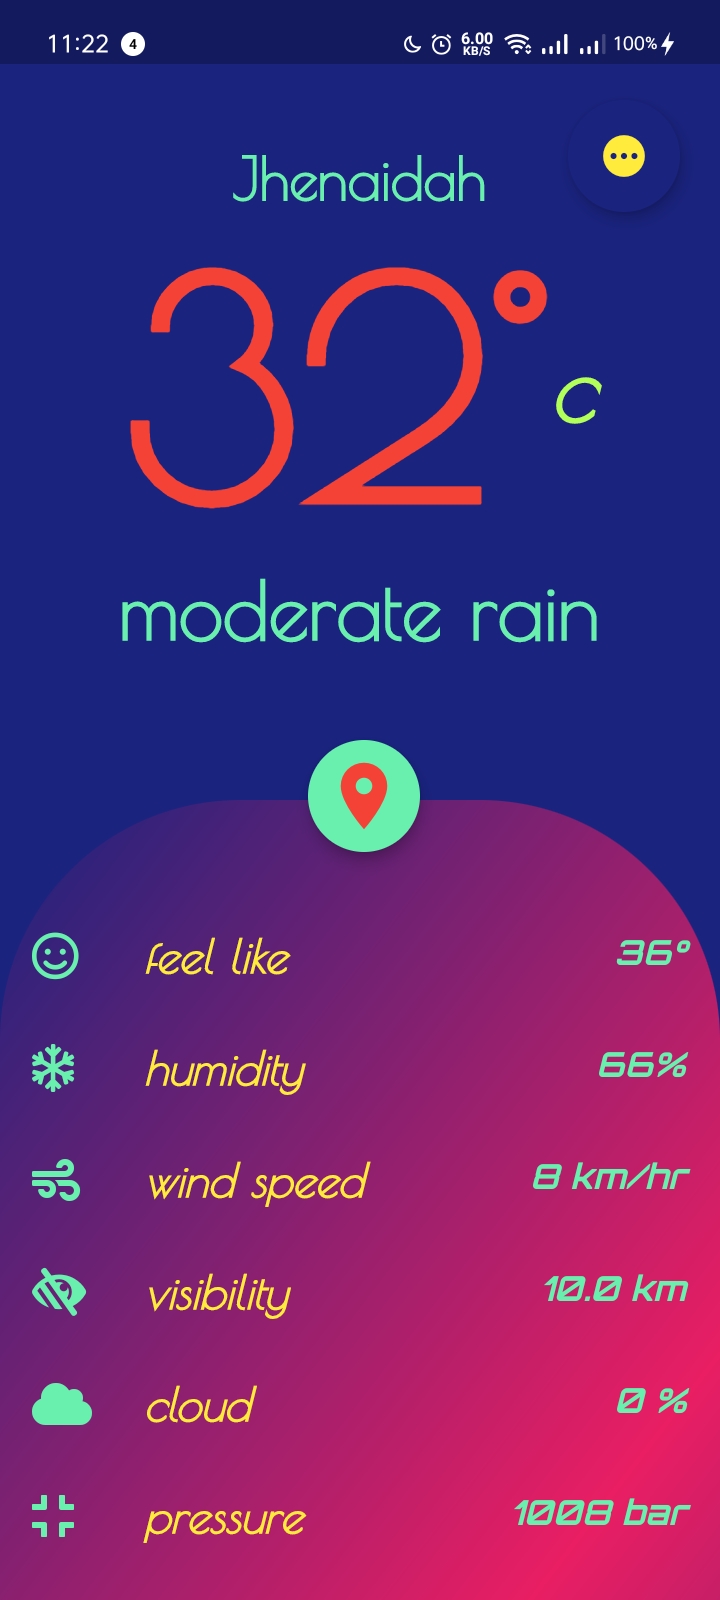 11:22 4 6.00 KB/S 100%
Jhenaidah
32° c
moderate rain
feel like 36°
humidity 66%
wind speed 8 km/hr
visibility 10.0 km
cloud 0 %
pressure 1008 bar